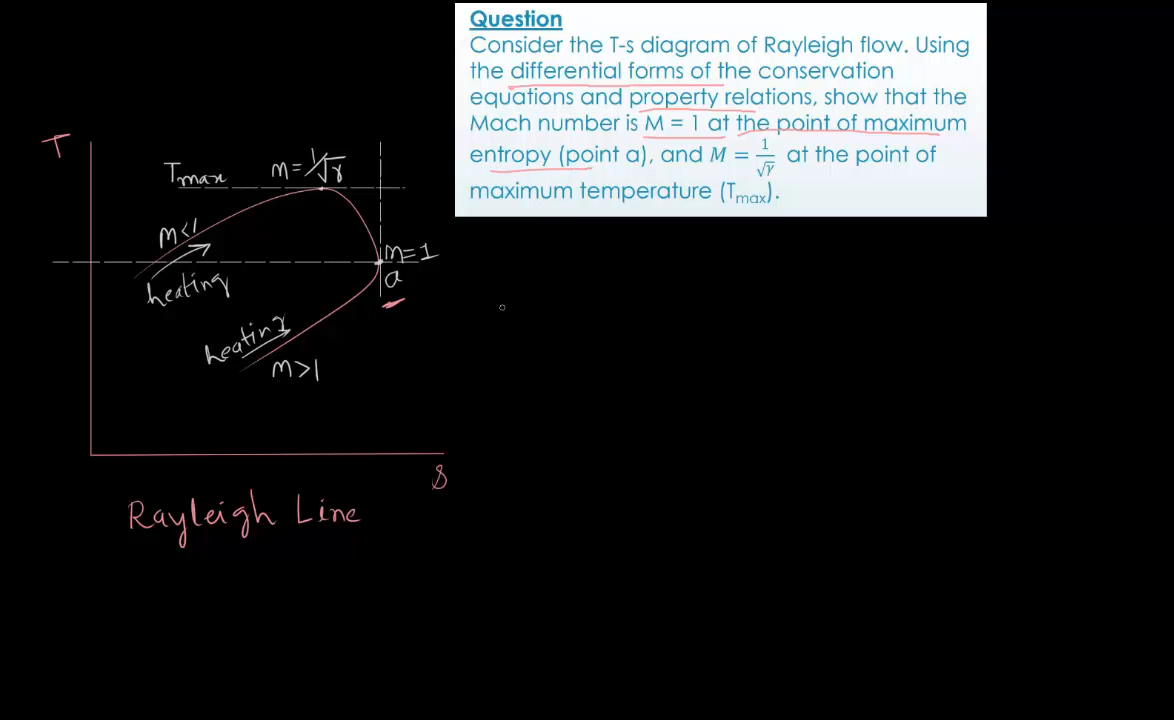 Question
Consider the T-s diagram of Rayleigh flow. Using
the differential forms of the conservation
equations and property relations, show that the
Mach number is M = 1 at the point of maximum
entropy (point a), and M = 1/√γ at the point of
maximum temperature (Tmax).
T
Tmax
m = 1/√γ
m<1
heating
m=1
a
heating
m>1
s
Rayleigh Line